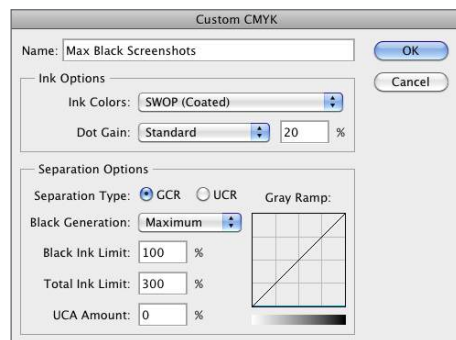 Custom CMYK
Name: Max Black Screenshots
OK
Cancel
Ink Options
Ink Colors: SWOP (Coated)
Dot Gain: Standard 20 %
Separation Options
Separation Type: GCR UCR
Gray Ramp:
Black Generation: Maximum
Black Ink Limit: 100 %
Total Ink Limit: 300 %
UCA Amount: 0 %